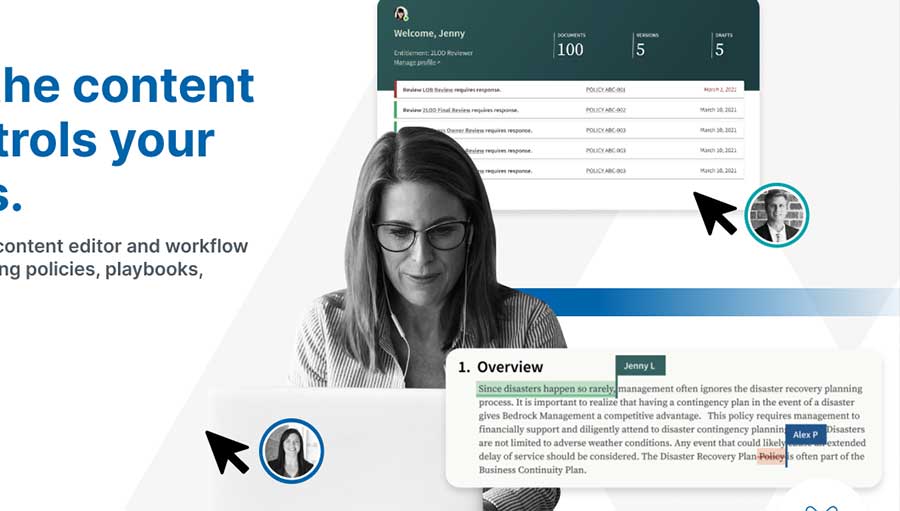 Welcome, Jenny
Entitlement: 2LOD Reviewer
Manage profile
DOCUMENTS
100
VERSIONS
5
DRAFTS
5
Review LOB Review requires response.
POLICY ABC-001
March 2, 2021
Review 2LOD Final Review requires response.
POLICY ABC-002
March 10, 2021
Owner Review requires response.
POLICY ABC-003
March 10, 2021
Review requires response.
POLICY ABC-003
March 10, 2021
Review requires response.
POLICY ABC-003
March 10, 2021
he content
trols your
s.
content editor and workflow
ng policies, playbooks,
1. Overview
Jenny L
Since disasters happen so rarely, management often ignores the disaster recovery planning
process. It is important to realize that having a contingency plan in the event of a disaster
gives Bedrock Management a competitive advantage. This policy requires management to
financially support and diligently attend to disaster contingency planning Disasters
Alex P
are not limited to adverse weather conditions. Any event that could likely cause an extended
delay of service should be considered. The Disaster Recovery Plan Policy is often part of the
Business Continuity Plan.